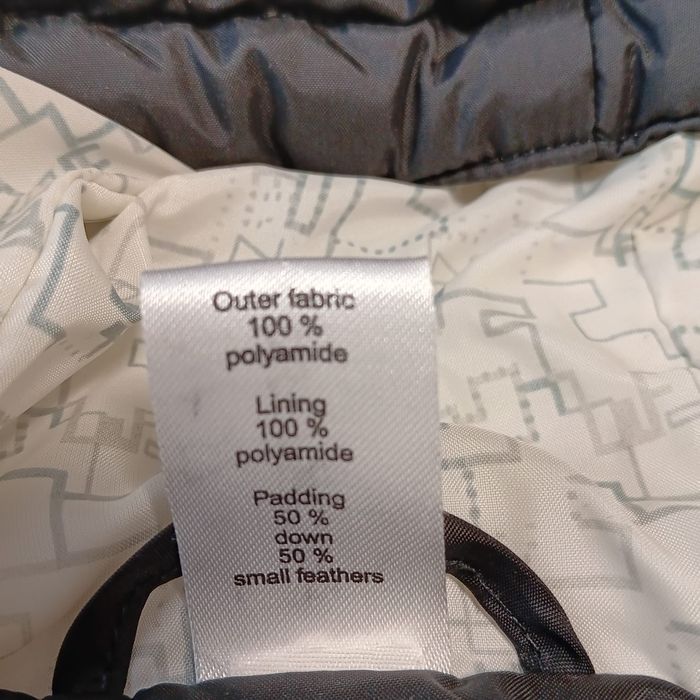 Outer fabric
100 %
polyamide
Lining
100 %
polyamide
Padding
50 %
down
50 %
small feathers